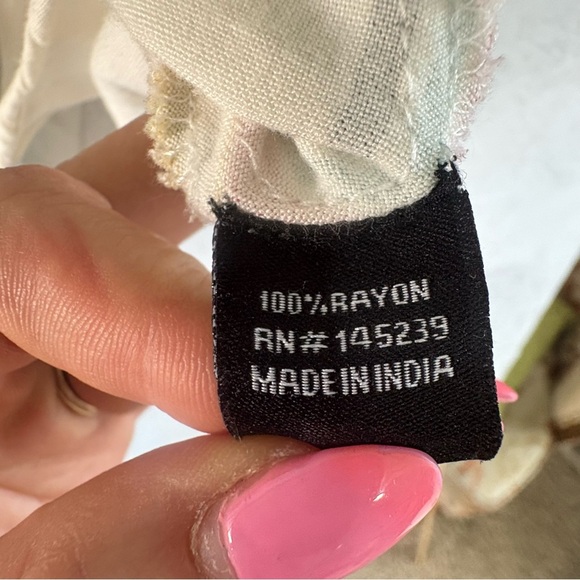 100% RAYON
RN# 145239
MADE IN INDIA